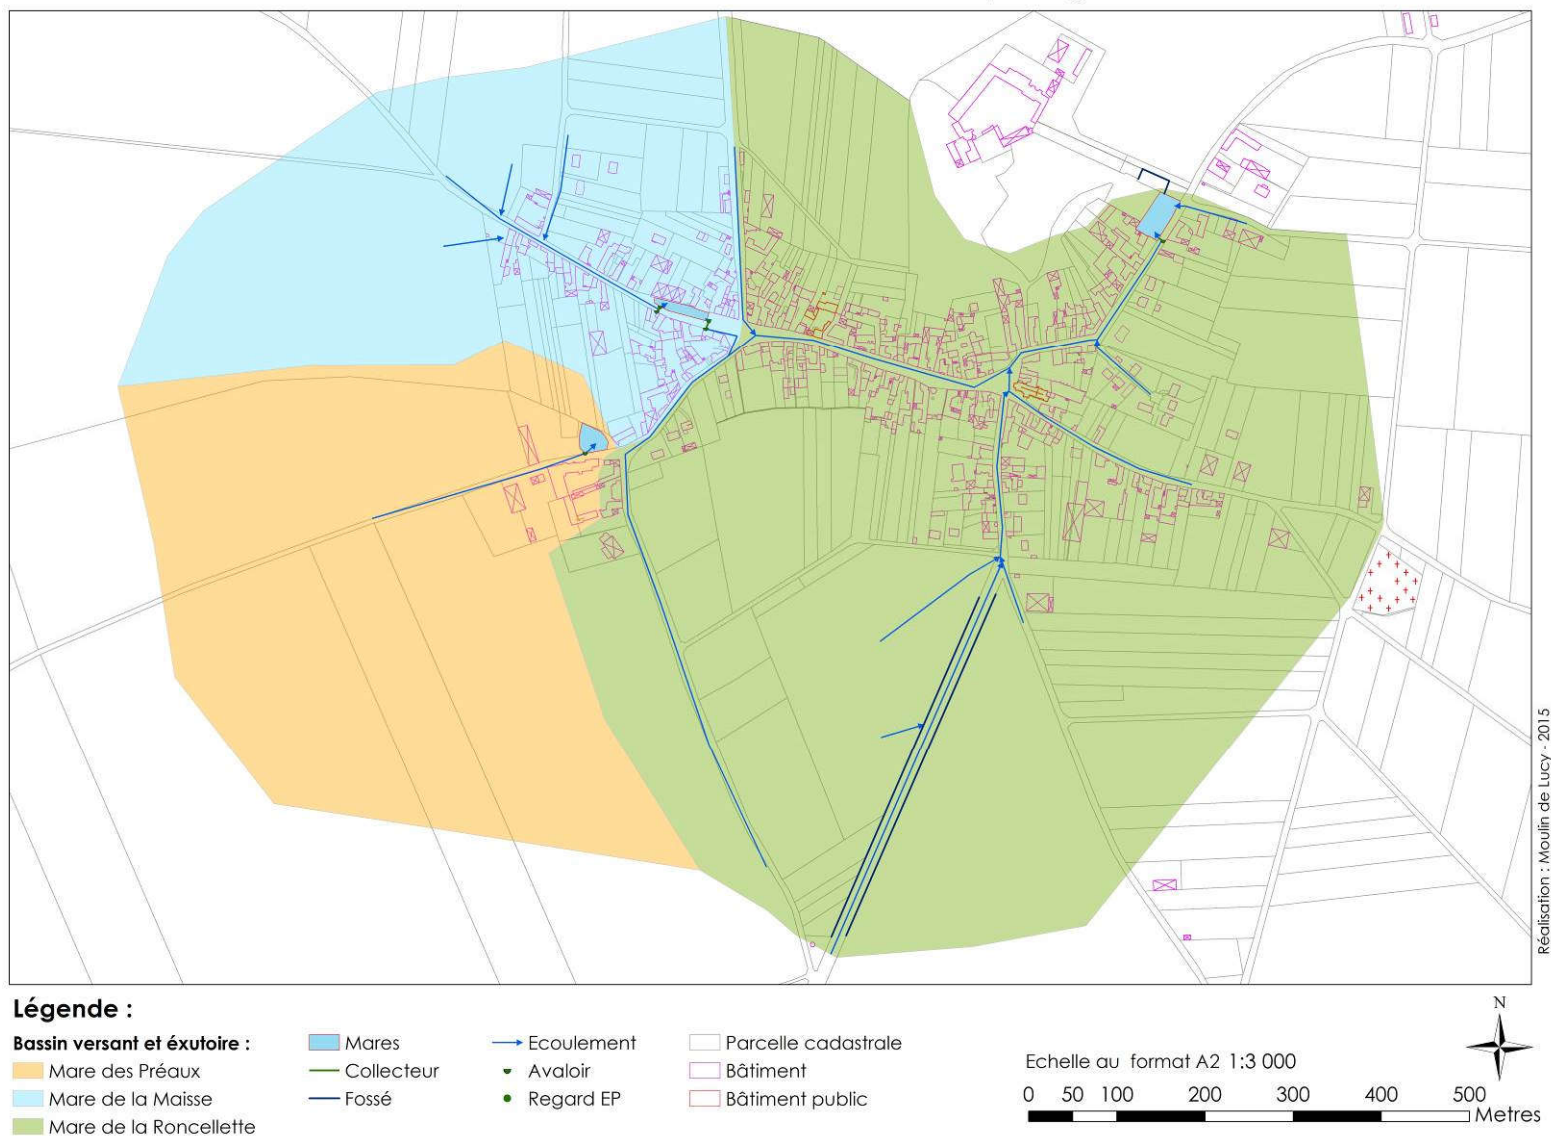 Légende :
Bassin versant et éxutoire :
Mare des Préaux
Mare de la Maisse
Mare de la Roncellette
Mares
Collecteur
Fossé
Ecoulement
Avaloir
Regard EP
Parcelle cadastrale
Bâtiment
Bâtiment public
Echelle au format A2 1:3 000
0 50 100 200 300 400 500
Metres
N
Réalisation : Moulin de Lucy - 2015